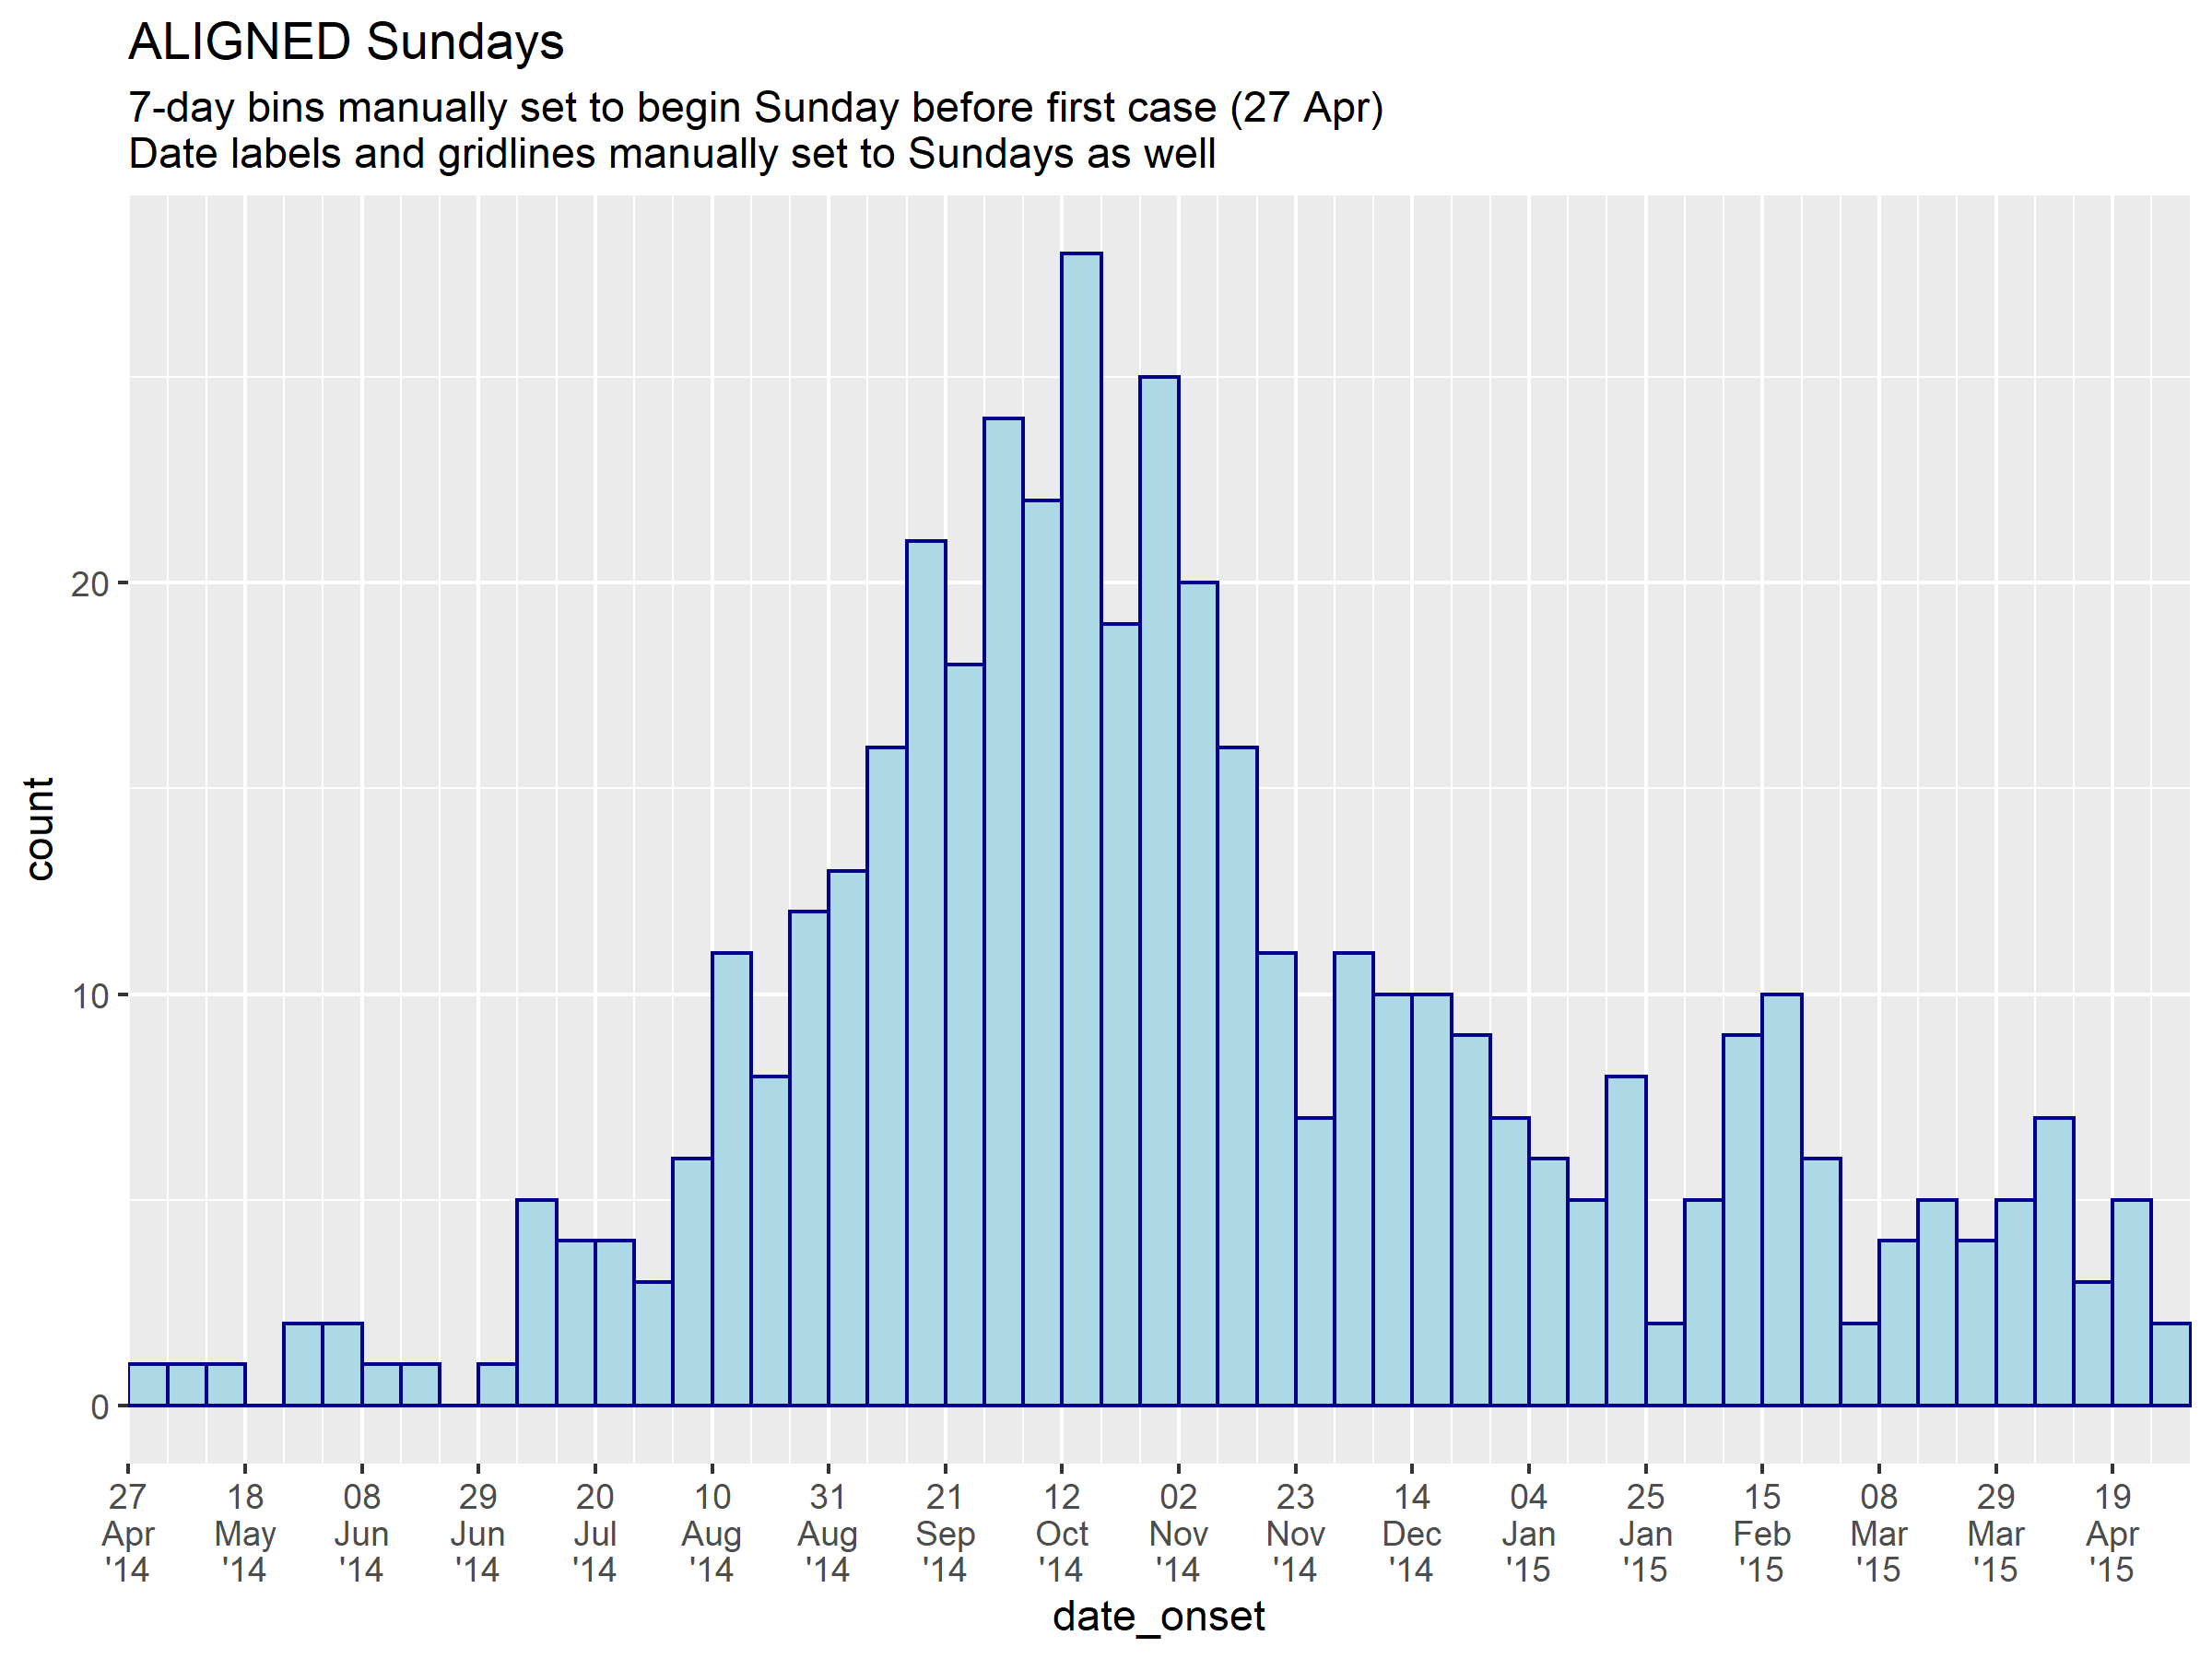 ALIGNED Sundays
7-day bins manually set to begin Sunday before first case (27 Apr)
Date labels and gridlines manually set to Sundays as well
count
20
10
0
27 18 08 29 20 10 31 21 12 02 23 14 04 25 15 08 29 19
Apr May Jun Jun Jul Aug Aug Sep Oct Nov Nov Dec Jan Jan Feb Mar Mar Apr
'14 '14 '14 '14 '14 '14 '14 '14 '14 '14 '14 '14 '15 '15 '15 '15 '15 '15
date_onset